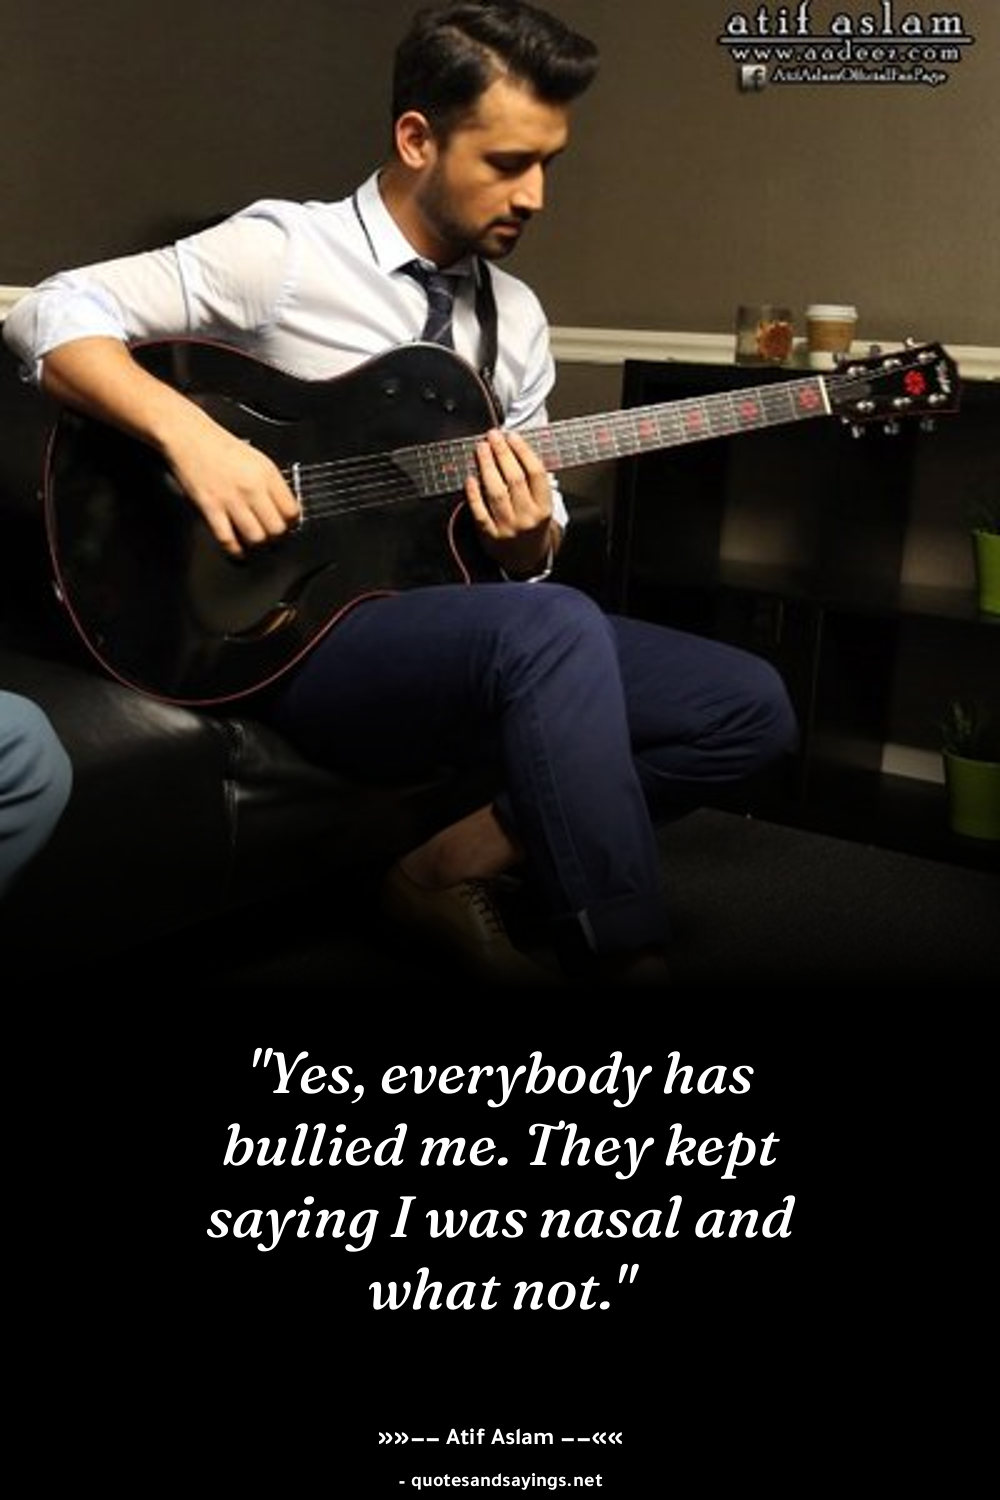 atif aslam
www.aadeez.com
AtifAslamOfficialFanPage
"Yes, everybody has
bullied me. They kept
saying I was nasal and
what not."
»»−− Atif Aslam −−««
- quotesandsayings.net